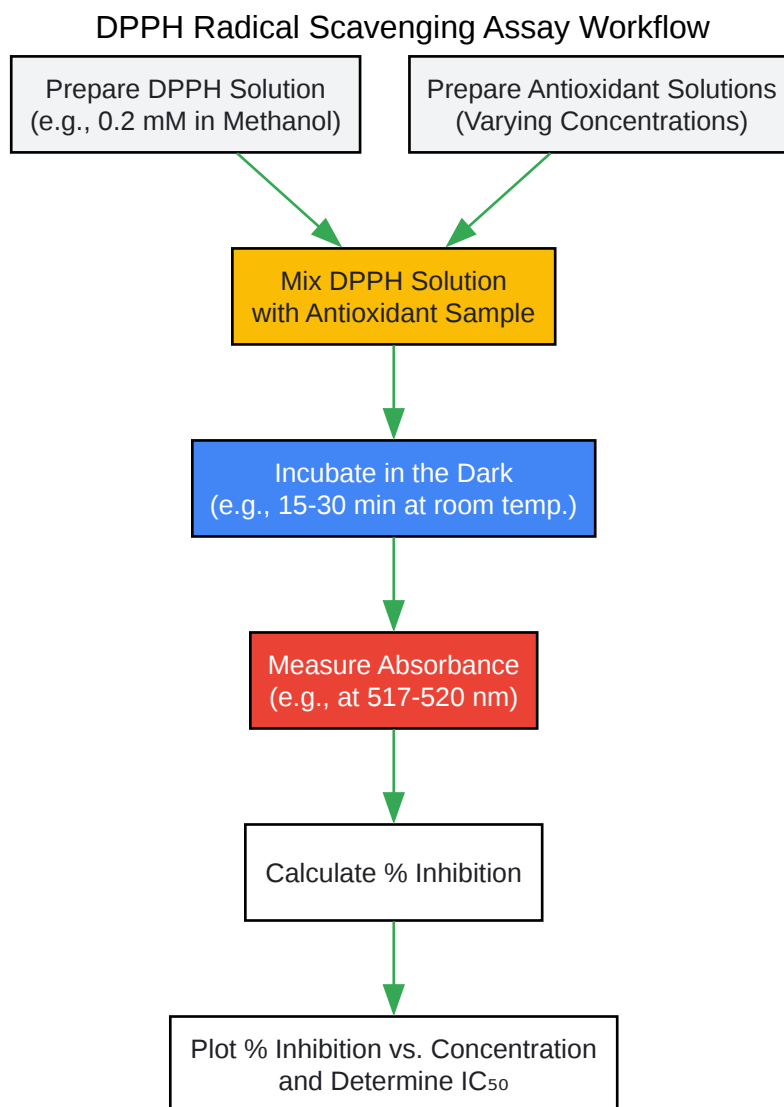 DPPH Radical Scavenging Assay Workflow
Prepare DPPH Solution
(e.g., 0.2 mM in Methanol)
Prepare Antioxidant Solutions
(Varying Concentrations)
Mix DPPH Solution
with Antioxidant Sample
Incubate in the Dark
(e.g., 15-30 min at room temp.)
Measure Absorbance
(e.g., at 517-520 nm)
Calculate % Inhibition
Plot % Inhibition vs. Concentration
and Determine IC₅₀